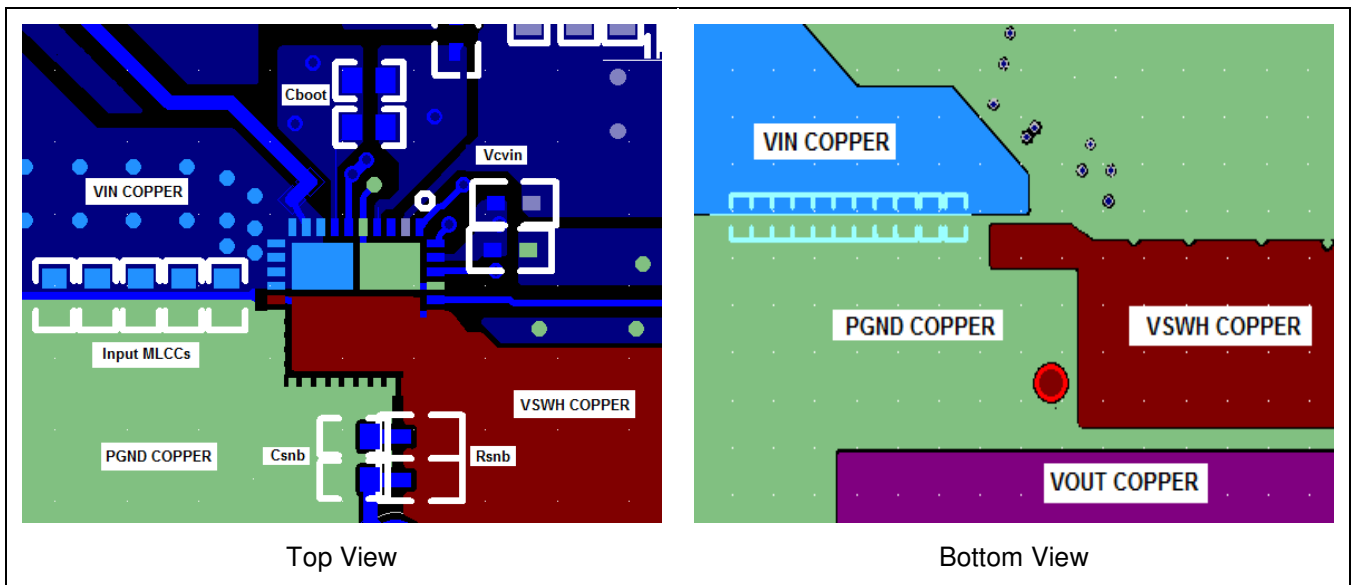 Cboot
Vcvin
VIN COPPER
Input MLCCs
VSWH COPPER
PGND COPPER
Csnb
Rsnb
Top View
VIN COPPER
PGND COPPER
VSWH COPPER
VOUT COPPER
Bottom View